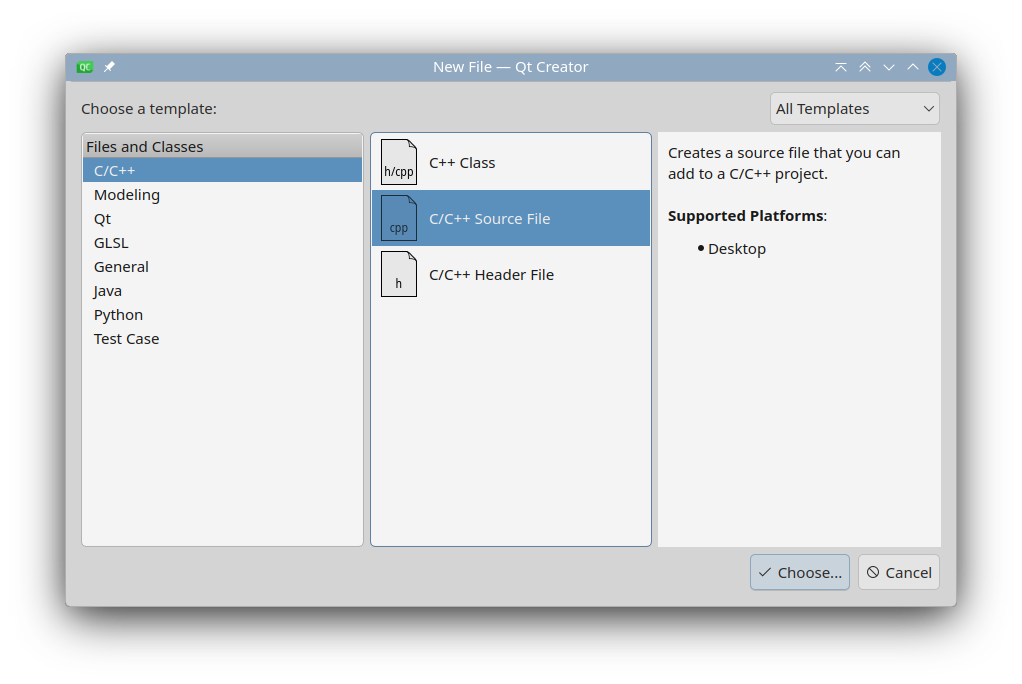 QC
New File — Qt Creator
Choose a template:
All Templates
Files and Classes
C/C++
Modeling
Qt
GLSL
General
Java
Python
Test Case
h/cpp
C++ Class
cpp
C/C++ Source File
h
C/C++ Header File
Creates a source file that you can
add to a C/C++ project.
Supported Platforms:
• Desktop
Choose...
Cancel